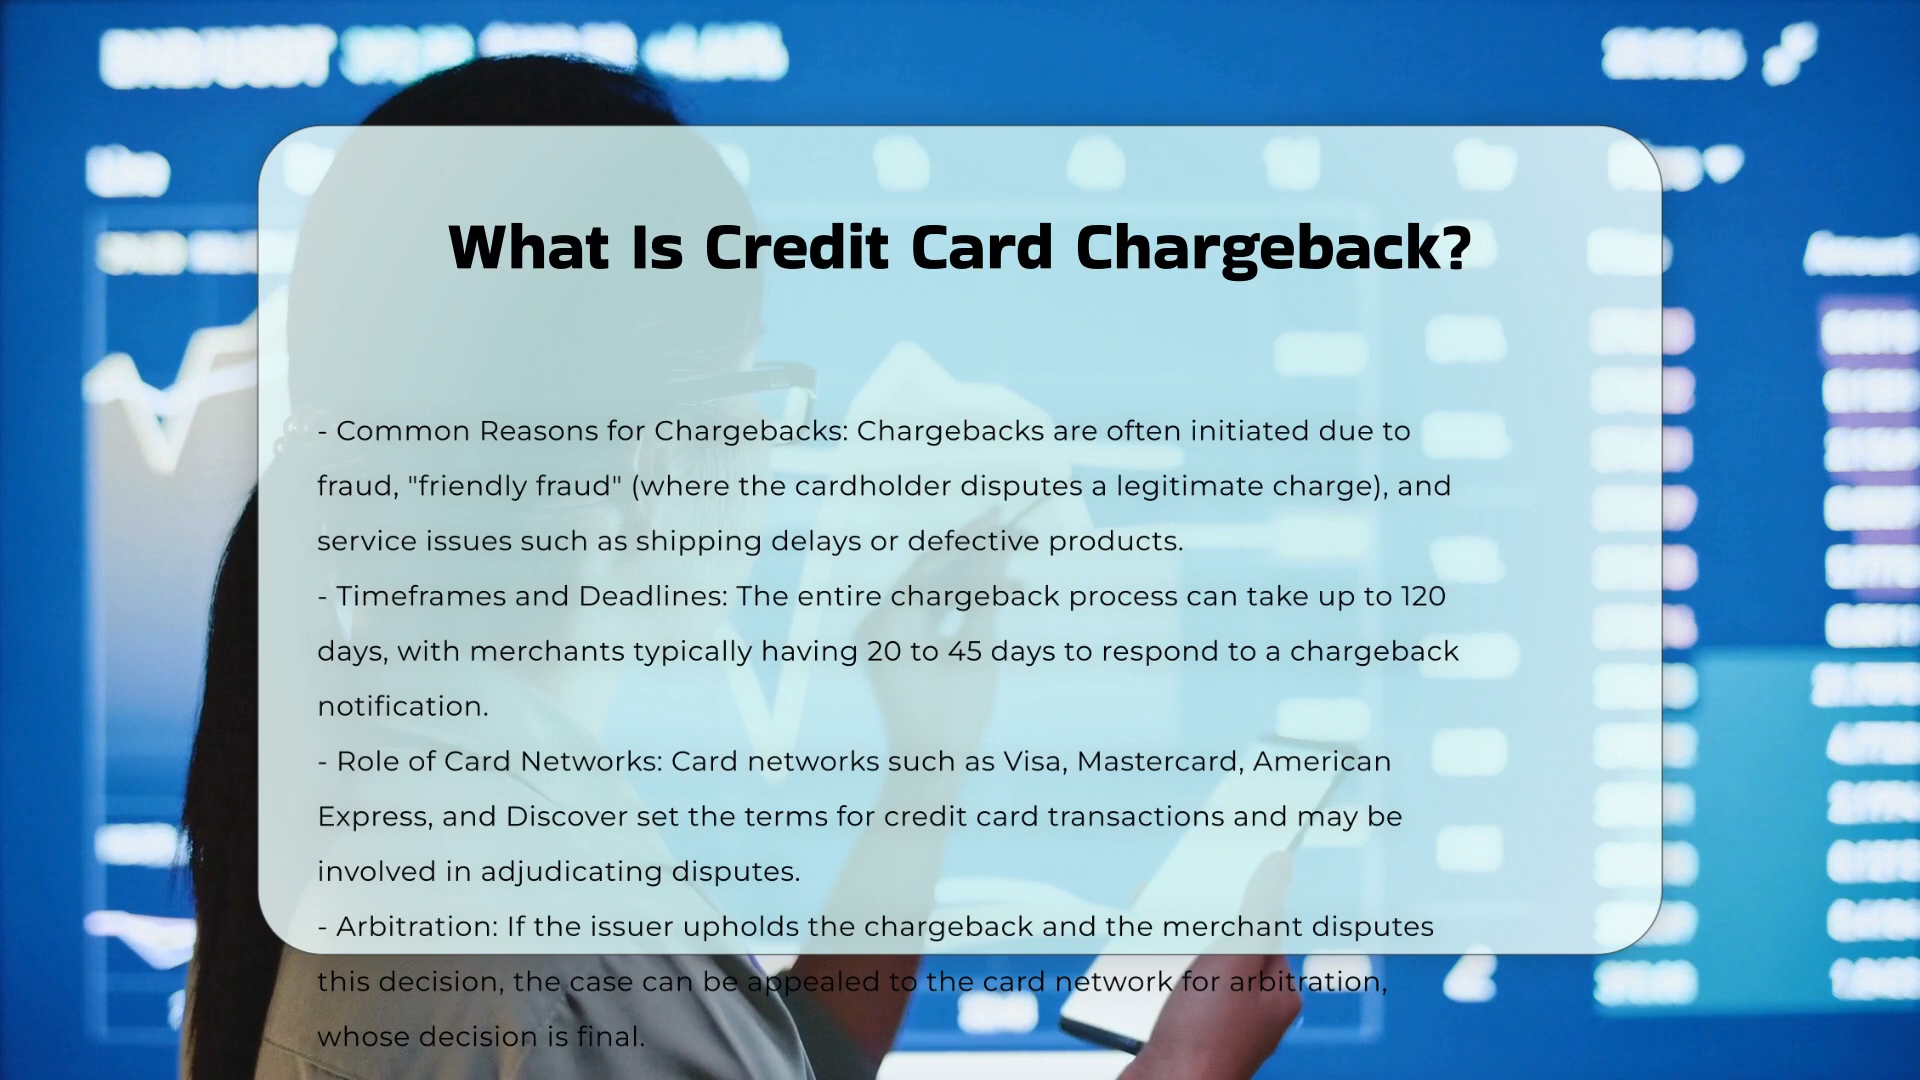 What Is Credit Card Chargeback?
- Common Reasons for Chargebacks: Chargebacks are often initiated due to
fraud, "friendly fraud" (where the cardholder disputes a legitimate charge), and
service issues such as shipping delays or defective products.
- Timeframes and Deadlines: The entire chargeback process can take up to 120
days, with merchants typically having 20 to 45 days to respond to a chargeback
notification.
- Role of Card Networks: Card networks such as Visa, Mastercard, American
Express, and Discover set the terms for credit card transactions and may be
involved in adjudicating disputes.
- Arbitration: If the issuer upholds the chargeback and the merchant disputes
this decision, the case can be appealed to the card network for arbitration,
whose decision is final.